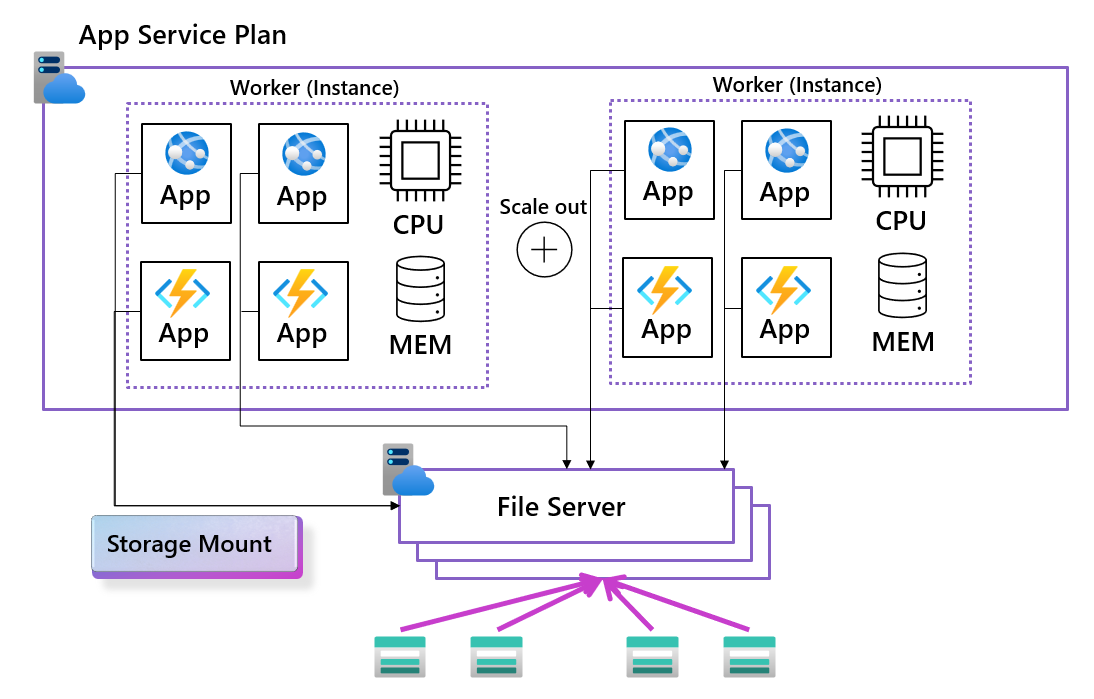 App Service Plan
Worker (Instance)
App
App
CPU
App
App
MEM
Scale out
Worker (Instance)
App
App
CPU
App
App
MEM
File Server
Storage Mount